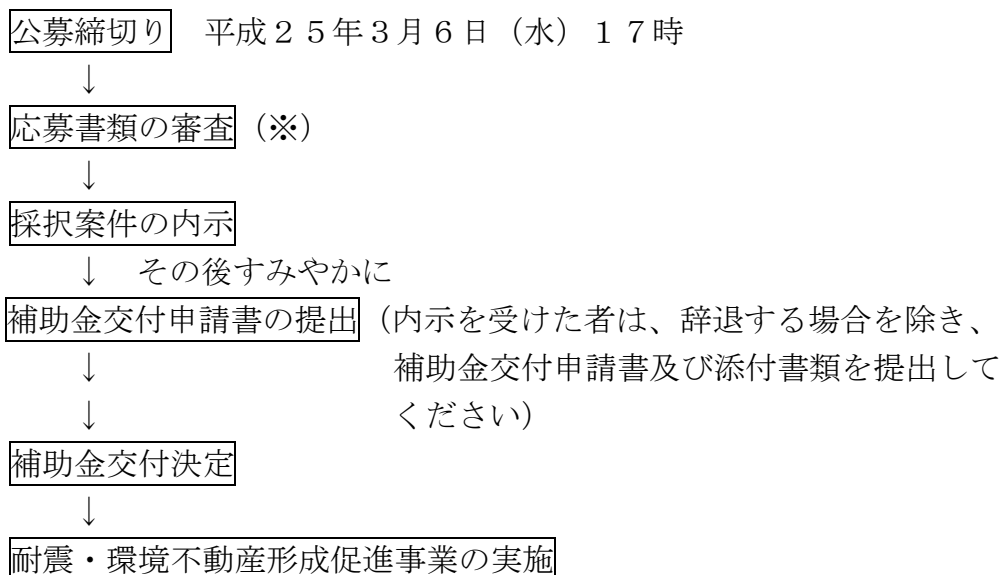 公募締切り　平成２５年３月６日（水）１７時
↓
応募書類の審査（※）
↓
採択案件の内示
↓　その後すみやかに
補助金交付申請書の提出（内示を受けた者は、辞退する場合を除き、
↓　補助金交付申請書及び添付書類を提出して
↓　ください）
補助金交付決定
↓
耐震・環境不動産形成促進事業の実施